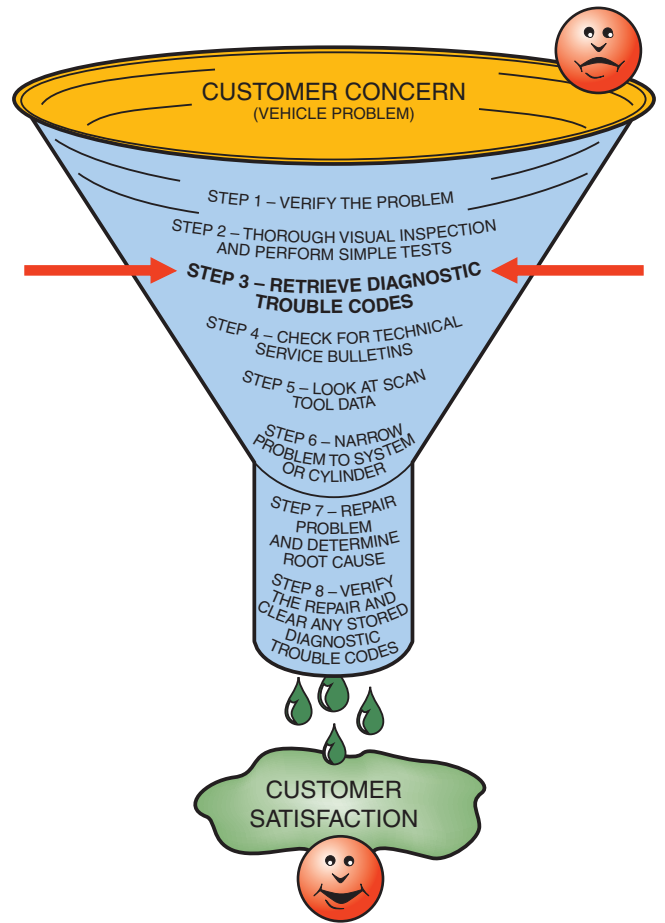 CUSTOMER CONCERN
(VEHICLE PROBLEM)
STEP 1 – VERIFY THE PROBLEM
STEP 2 – THOROUGH VISUAL INSPECTION
AND PERFORM SIMPLE TESTS
STEP 3 – RETRIEVE DIAGNOSTIC
TROUBLE CODES
STEP 4 – CHECK FOR TECHNICAL
SERVICE BULLETINS
STEP 5 – LOOK AT SCAN
TOOL DATA
STEP 6 – NARROW
PROBLEM TO SYSTEM
OR CYLINDER
STEP 7 – REPAIR
PROBLEM
AND DETERMINE
ROOT CAUSE
STEP 8 – VERIFY
THE REPAIR AND
CLEAR ANY STORED
DIAGNOSTIC
TROUBLE CODES
CUSTOMER
SATISFACTION